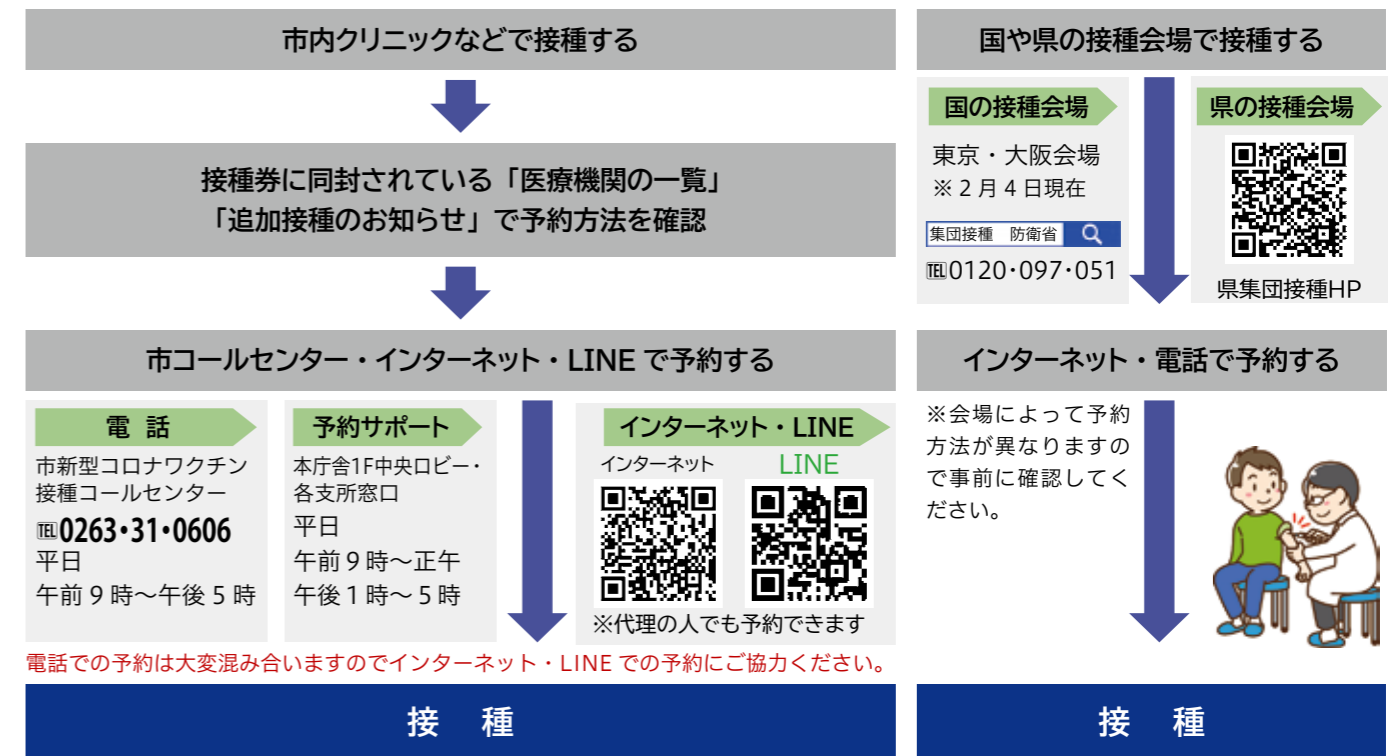 市内クリニックなどで接種する
接種券に同封されている「医療機関の一覧」
「追加接種のお知らせ」で予約方法を確認
市コールセンター・インターネット・LINE で予約する
電 話
市新型コロナワクチン
接種コールセンター
℡0263・31・0606
平日
午前 9 時～午後 5 時
予約サポート
本庁舎1F中央ロビー・
各支所窓口
平日
午前 9 時～正午
午後 1 時～ 5 時
インターネット・LINE
インターネット
LINE
※代理の人でも予約できます
電話での予約は大変混み合いますのでインターネット・LINE での予約にご協力ください。
接 種
国や県の接種会場で接種する
国の接種会場
東京・大阪会場
※ 2 月 4 日現在
集団接種 防衛省
℡0120・097・051
県の接種会場
県集団接種HP
インターネット・電話で予約する
※会場によって予約
方法が異なりますの
で事前に確認してく
ださい。
接 種